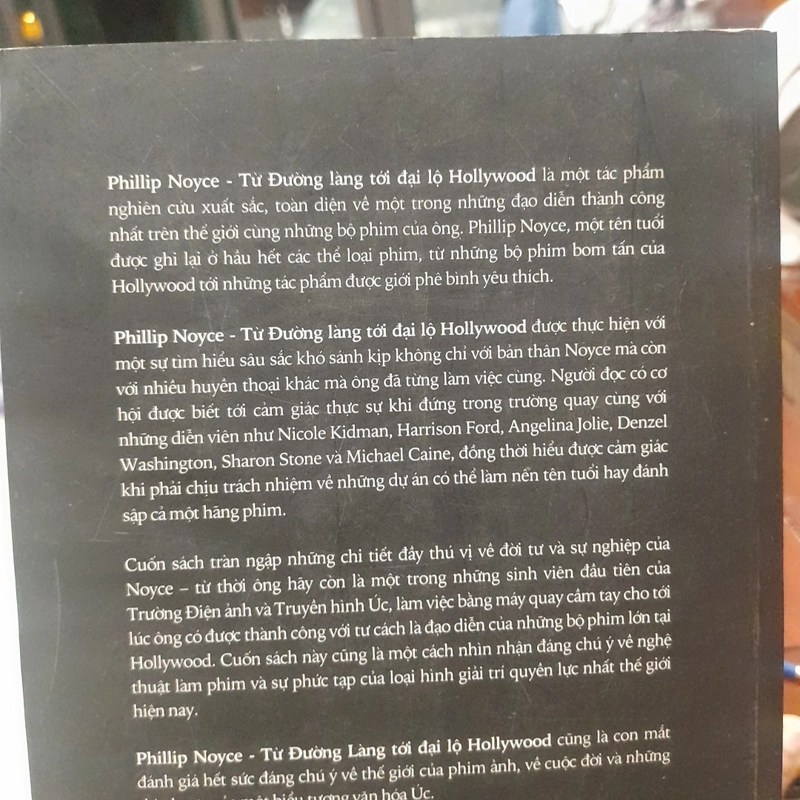 Phillip Noyce - Từ Đường làng tới đại lộ Hollywood là một tác phẩm
nghiên cứu xuất sắc, toàn diện về một trong những đạo diễn thành công
nhất trên thế giới cùng những bộ phim của ông. Phillip Noyce, một tên tuổi
được ghi lại ở hầu hết các thể loại phim, từ những bộ phim bom tấn của
Hollywood tới những tác phẩm được giới phê bình yêu thích.
Phillip Noyce - Từ Đường làng tới đại lộ Hollywood được thực hiện với
một sự tìm hiểu sâu sắc khó sánh kịp không chỉ với bản thân Noyce mà còn
với nhiều huyền thoại khác mà ông đã từng làm việc cùng. Người đọc có cơ
hội được biết tới cảm giác thực sự khi đứng trong trường quay cùng với
những diễn viên như Nicole Kidman, Harrison Ford, Angelina Jolie, Denzel
Washington, Sharon Stone và Michael Caine, đồng thời hiểu được cảm giác
khi phải chịu trách nhiệm về những dự án có thể làm nên tên tuổi hay đánh
sập cả một hãng phim.
Cuốn sách tràn ngập những chi tiết đầy thú vị về đời tư và sự nghiệp của
Noyce – từ thời ông hãy còn là một trong những sinh viên đầu tiên của
Trường Điện ảnh và Truyền hình Úc, làm việc bằng máy quay cầm tay cho tới
lúc ông có được thành công với tư cách là đạo diễn của những bộ phim lớn tại
Hollywood. Cuốn sách này cũng là một cách nhìn nhận đáng chú ý về nghệ
thuật làm phim và sự phức tạp của loại hình giải trí quyền lực nhất thế giới
hiện nay.
Phillip Noyce - Từ Đường Làng tới đại lộ Hollywood cũng là con mắt
đánh giá hết sức đáng chú ý về thế giới của phim ảnh, về cuộc đời và những
một biểu tượng văn hóa Úc.